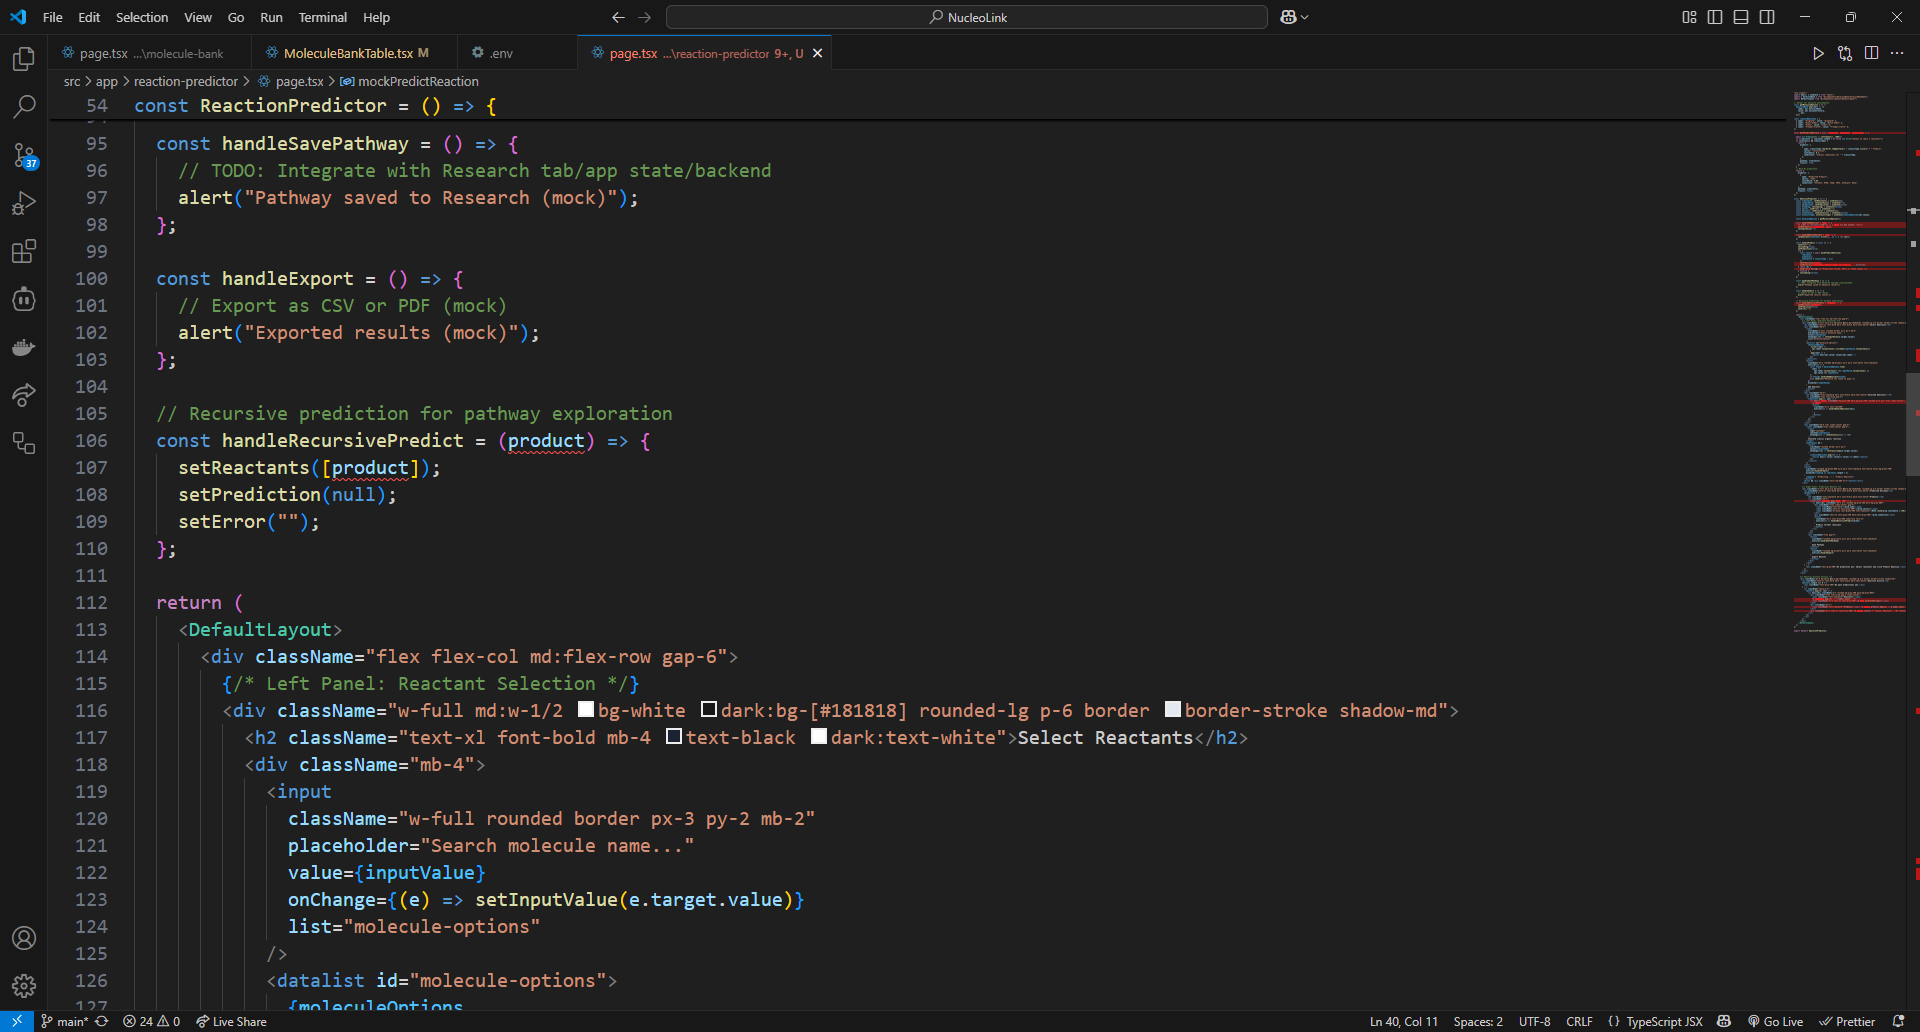 File Edit Selection View Go Run Terminal Help
NucleoLink
page.tsx ...\molecule-bank
MoleculeBankTable.tsx M
.env
page.tsx ...\reaction-predictor 9+, U
src > app > reaction-predictor > page.tsx > mockPredictReaction
54 const ReactionPredictor = () => {
95 const handleSavePathway = () => {
96 // TODO: Integrate with Research tab/app state/backend
97 alert("Pathway saved to Research (mock)");
98 };
99
100 const handleExport = () => {
101 // Export as CSV or PDF (mock)
102 alert("Exported results (mock)");
103 };
104
105 // Recursive prediction for pathway exploration
106 const handleRecursivePredict = (product) => {
107 setReactants([product]);
108 setPrediction(null);
109 setError("");
110 };
111
112 return (
113 <DefaultLayout>
114 <div className="flex flex-col md:flex-row gap-6">
115 {/* Left Panel: Reactant Selection */}
116 <div className="w-full md:w-1/2 bg-white dark:bg-[#181818] rounded-lg p-6 border border-stroke shadow-md">
117 <h2 className="text-xl font-bold mb-4 text-black dark:text-white">Select Reactants</h2>
118 <div className="mb-4">
119 <input
120 className="w-full rounded border px-3 py-2 mb-2"
121 placeholder="Search molecule name..."
122 value={inputValue}
123 onChange={(e) => setInputValue(e.target.value)}
124 list="molecule-options"
125 />
126 <datalist id="molecule-options">
127 {moleculeOptions
37
main* 24 0 Live Share
Ln 40, Col 11 Spaces: 2 UTF-8 CRLF {} TypeScript JSX Go Live Prettier